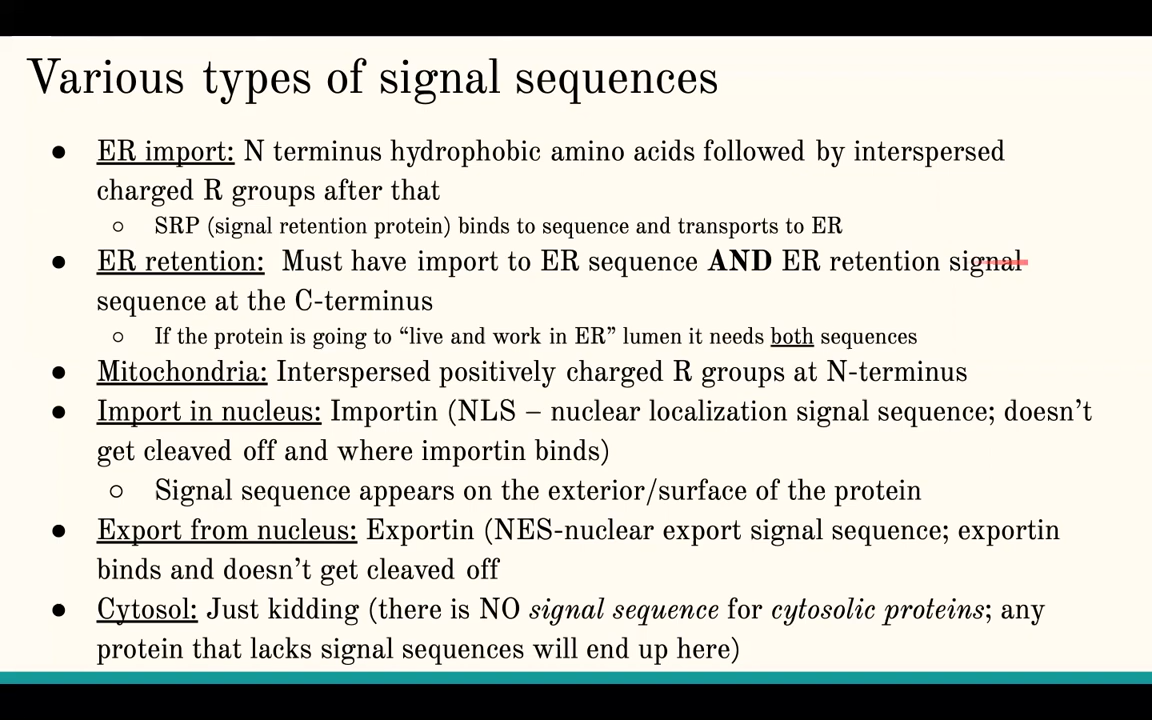 Various types of signal sequences
● ER import: N terminus hydrophobic amino acids followed by interspersed
charged R groups after that
○ SRP (signal retention protein) binds to sequence and transports to ER
● ER retention: Must have import to ER sequence AND ER retention signal
sequence at the C-terminus
○ If the protein is going to “live and work in ER” lumen it needs both sequences
● Mitochondria: Interspersed positively charged R groups at N-terminus
● Import in nucleus: Importin (NLS – nuclear localization signal sequence; doesn’t
get cleaved off and where importin binds)
○ Signal sequence appears on the exterior/surface of the protein
● Export from nucleus: Exportin (NES-nuclear export signal sequence; exportin
binds and doesn’t get cleaved off
● Cytosol: Just kidding (there is NO signal sequence for cytosolic proteins; any
protein that lacks signal sequences will end up here)